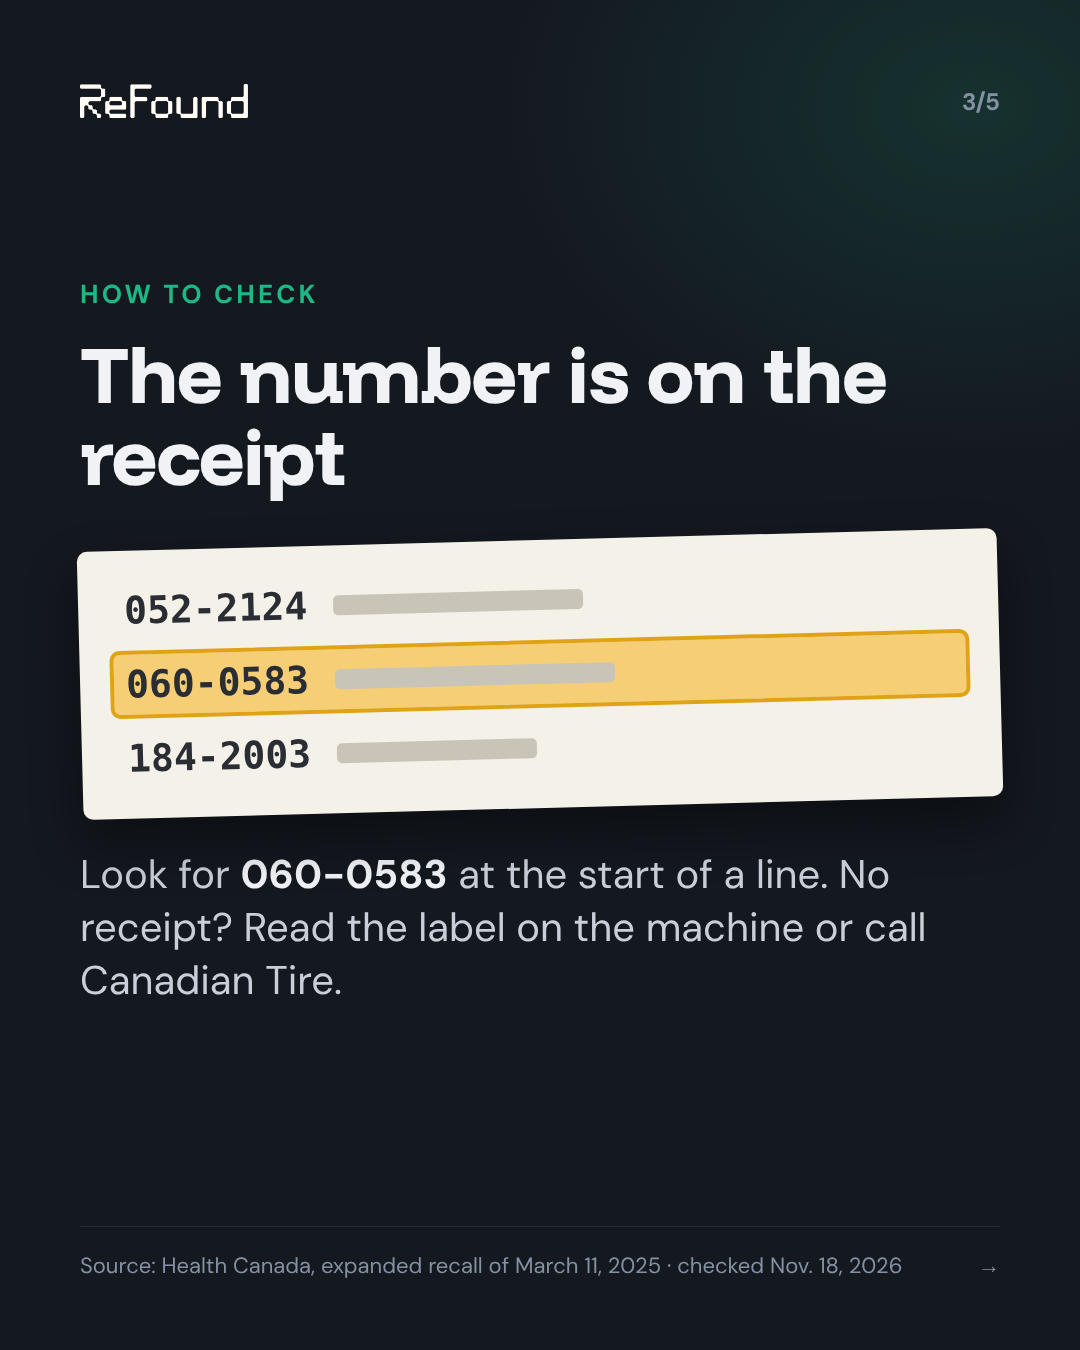 ReFound
3/5
HOW TO CHECK
The number is on the
receipt
052-2124
060-0583
184-2003
Look for 060-0583 at the start of a line. No
receipt? Read the label on the machine or call
Canadian Tire.
Source: Health Canada, expanded recall of March 11, 2025 · checked Nov. 18, 2026 →